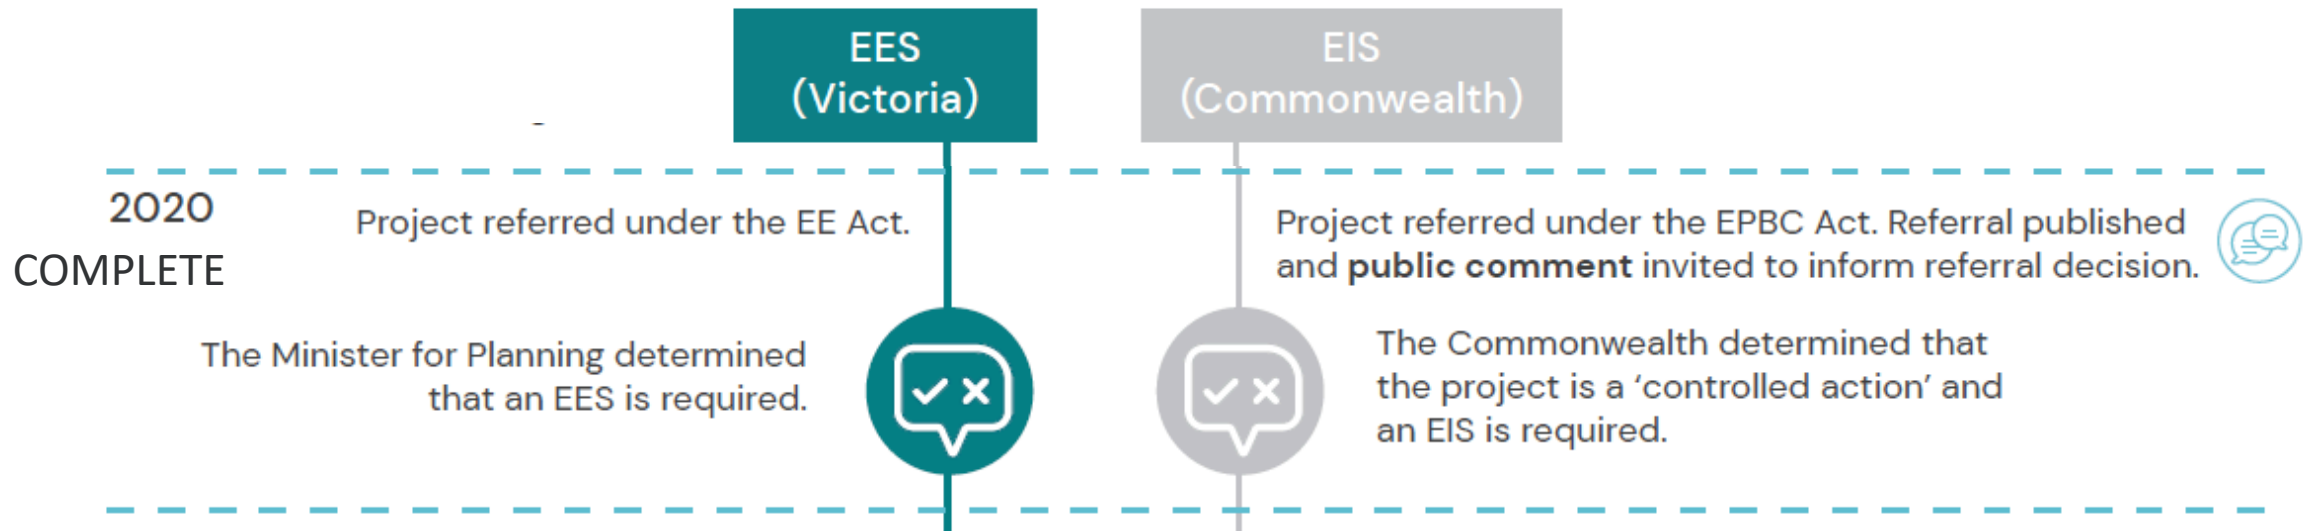 EES
(Victoria)
EIS
(Commonwealth)
2020
COMPLETE
Project referred under the EE Act.
Project referred under the EPBC Act. Referral published
and public comment invited to inform referral decision.
The Minister for Planning determined
that an EES is required.
The Commonwealth determined that
the project is a ‘controlled action’ and
an EIS is required.